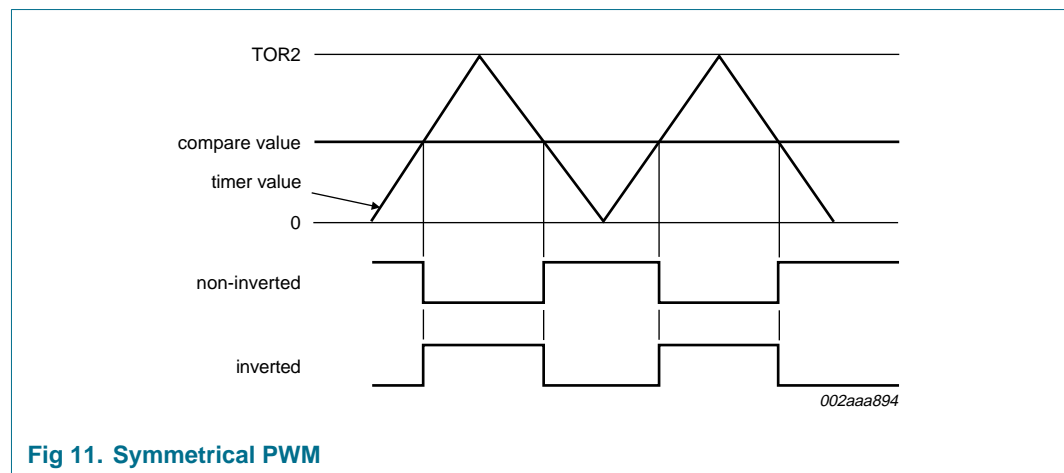 TOR2
compare value
timer value
0
non-inverted
inverted
002aaa894
Fig 11. Symmetrical PWM